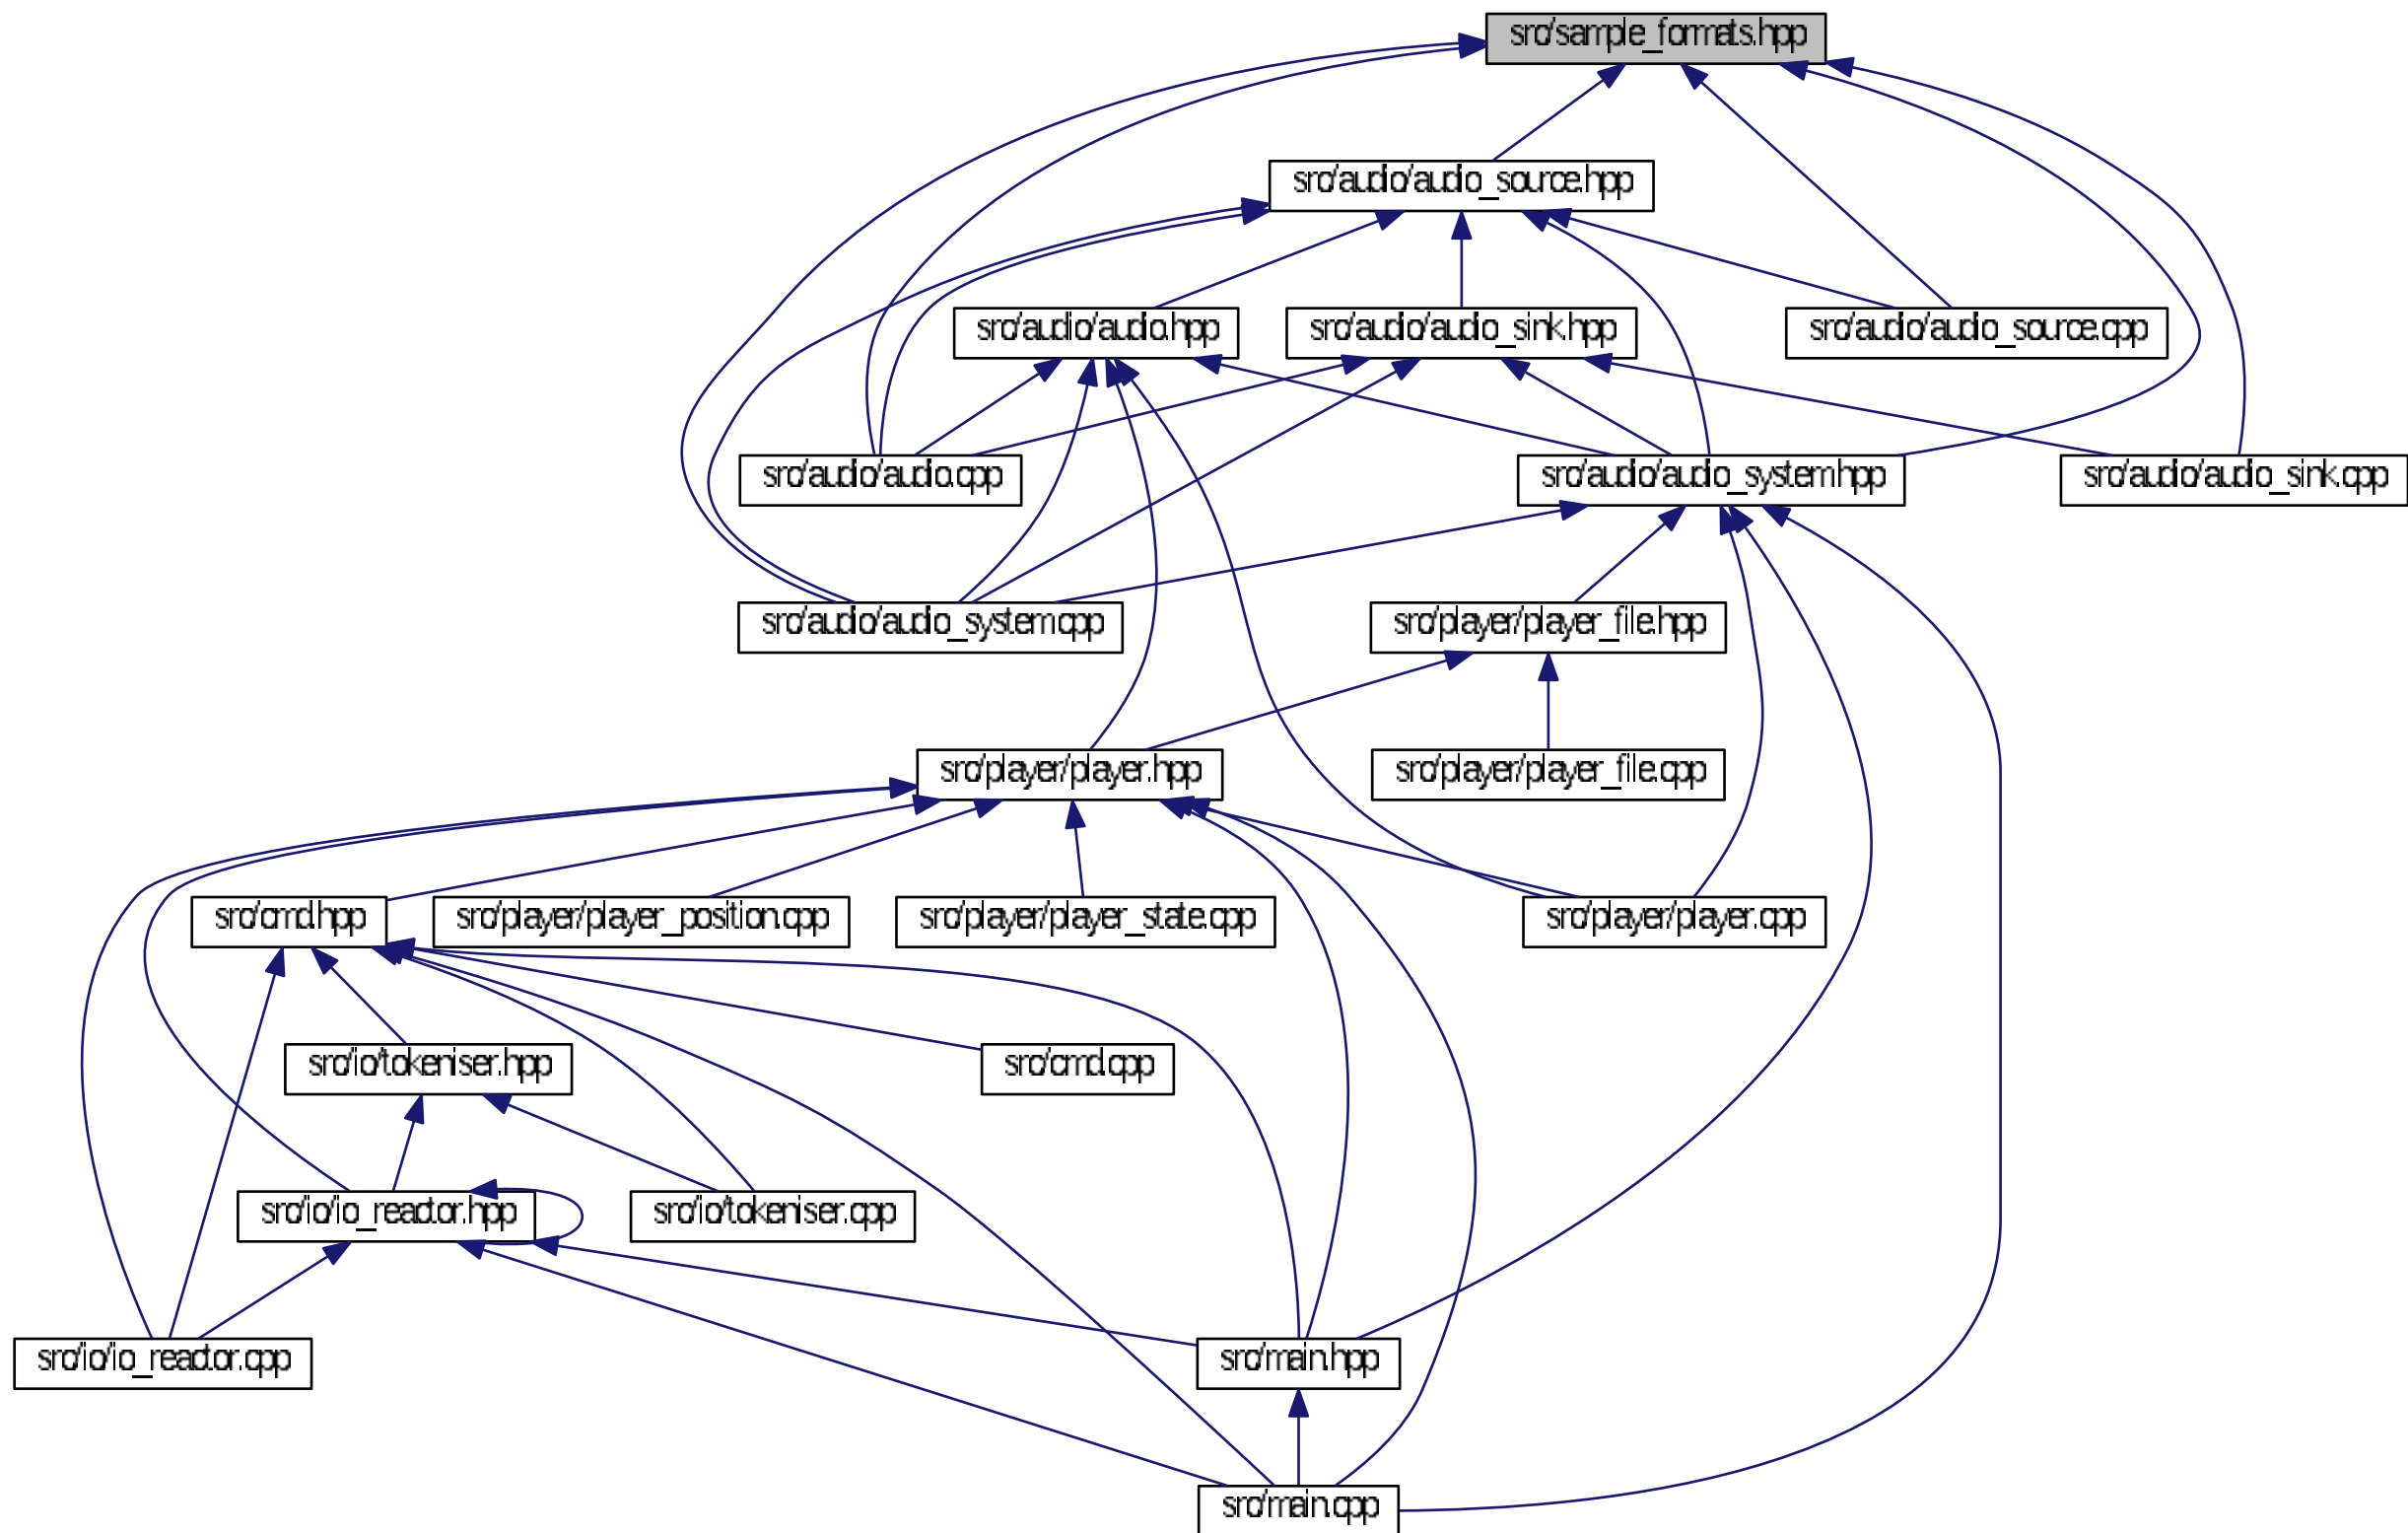 src/sample_formats.hpp
src/audio/audio_source.hpp
src/audio/audio.hpp
src/audio/audio_sink.hpp
src/audio/audio_source.cpp
src/audio/audio.cpp
src/audio/audio_system.hpp
src/audio/audio_sink.cpp
src/audio/audio_system.cpp
src/player/player_file.hpp
src/player/player.hpp
src/player/player_file.cpp
src/cmd.hpp
src/player/player_position.cpp
src/player/player_state.cpp
src/player/player.cpp
src/io/tokeniser.hpp
src/cmd.cpp
src/io/io_reactor.hpp
src/io/tokeniser.cpp
src/io/io_reactor.cpp
src/main.hpp
src/main.cpp